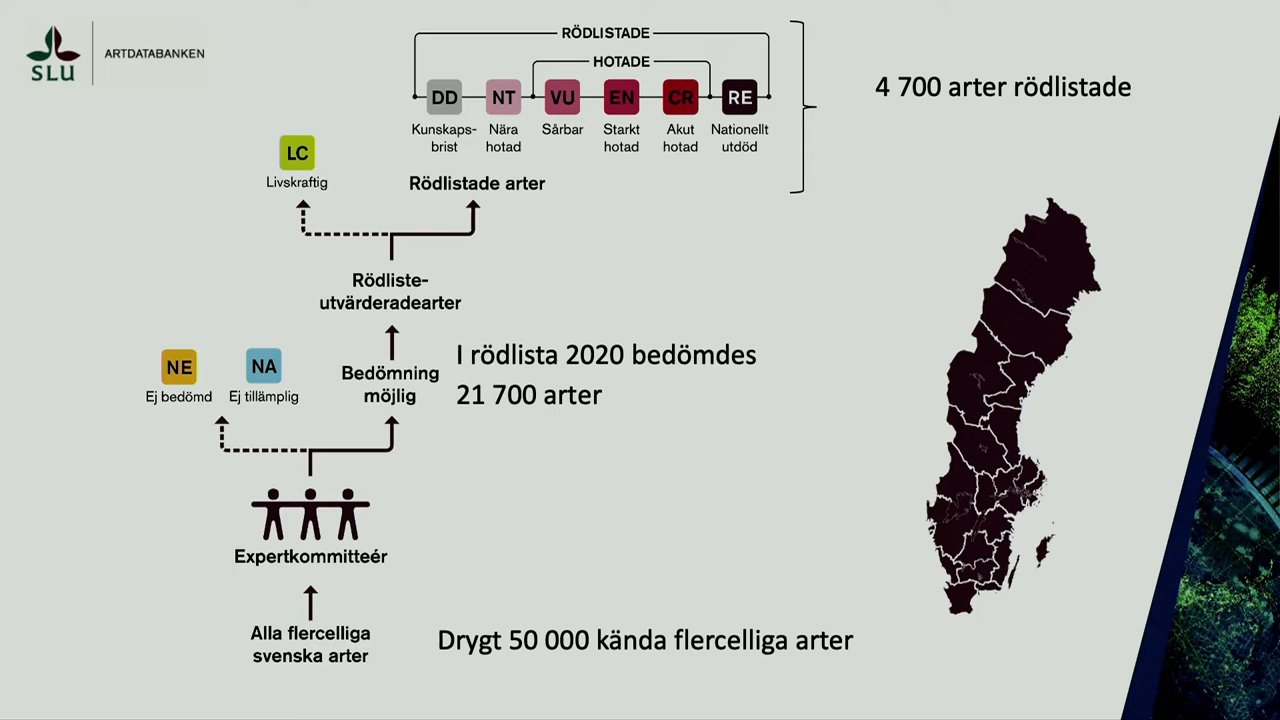 SLU
ARTDATABANKEN
RÖDLISTADE
HOTADE
DD NT VU EN CR RE
Kunskaps-
brist
Nära
hotad
Sårbar
Starkt
hotad
Akut
hotad
Nationellt
utdöd
4 700 arter rödlistade
LC
Livskraftig
Rödlistade arter
Rödliste-
utvärderadearter
NE
Ej bedömd
NA
Ej tillämplig
Bedömning
möjlig
I rödlista 2020 bedömdes
21 700 arter
Expertkommitteér
Alla flercelliga
svenska arter
Drygt 50 000 kända flercelliga arter